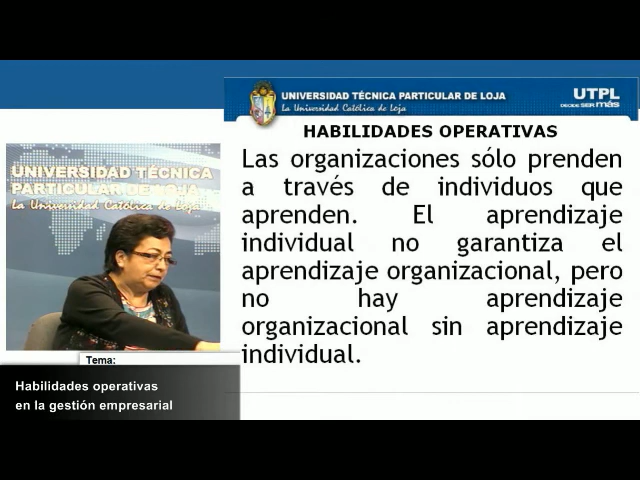 UNIVERSIDAD TÉCNICA PARTICULAR DE LOJA
La Universidad Católica de Loja
UTPL
DECIDE SER más
HABILIDADES OPERATIVAS
Las organizaciones sólo prenden
a través de individuos que
aprenden. El aprendizaje
individual no garantiza el
aprendizaje organizacional, pero
no hay aprendizaje
organizacional sin aprendizaje
individual.
UNIVERSIDAD TÉCNICA
PARTICULAR DE LOJA
La Universidad Católica de Loja
Tema:
Habilidades operativas
en la gestión empresarial